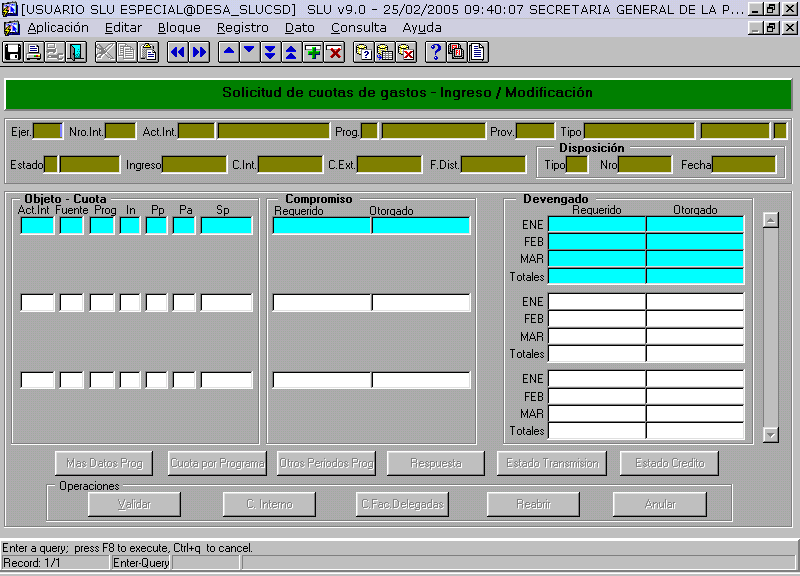 [USUARIO SLU ESPECIAL@DESA_SLUCSD]  SLU v9.0 - 25/02/2005 09:40:07 SECRETARIA GENERAL DE LA P...
Aplicación Editar Bloque Registro Dato Consulta Ayuda
Solicitud de cuotas de gastos - Ingreso / Modificación
Ejer. Nro.Int. Act.Int. Prog. Prov. Tipo
Disposición
Estado Ingreso C.Int. C.Ext. F.Dist. Tipo Nro Fecha
Objeto - Cuota Compromiso Devengado
Act.Int Fuente Prog In Pp Pa Sp Requerido Otorgado Requerido Otorgado
ENE
FEB
MAR
Totales
ENE
FEB
MAR
Totales
ENE
FEB
MAR
Totales
Mas Datos Prog Cuota por Programa Otros Periodos Prog Respuesta Estado Transmision Estado Credito
Operaciones
Validar C. Interno C.Fac.Delegadas Reabrir Anular
Enter a query;  press F8 to execute, Ctrl+q  to cancel.
Record: 1/1 Enter-Query